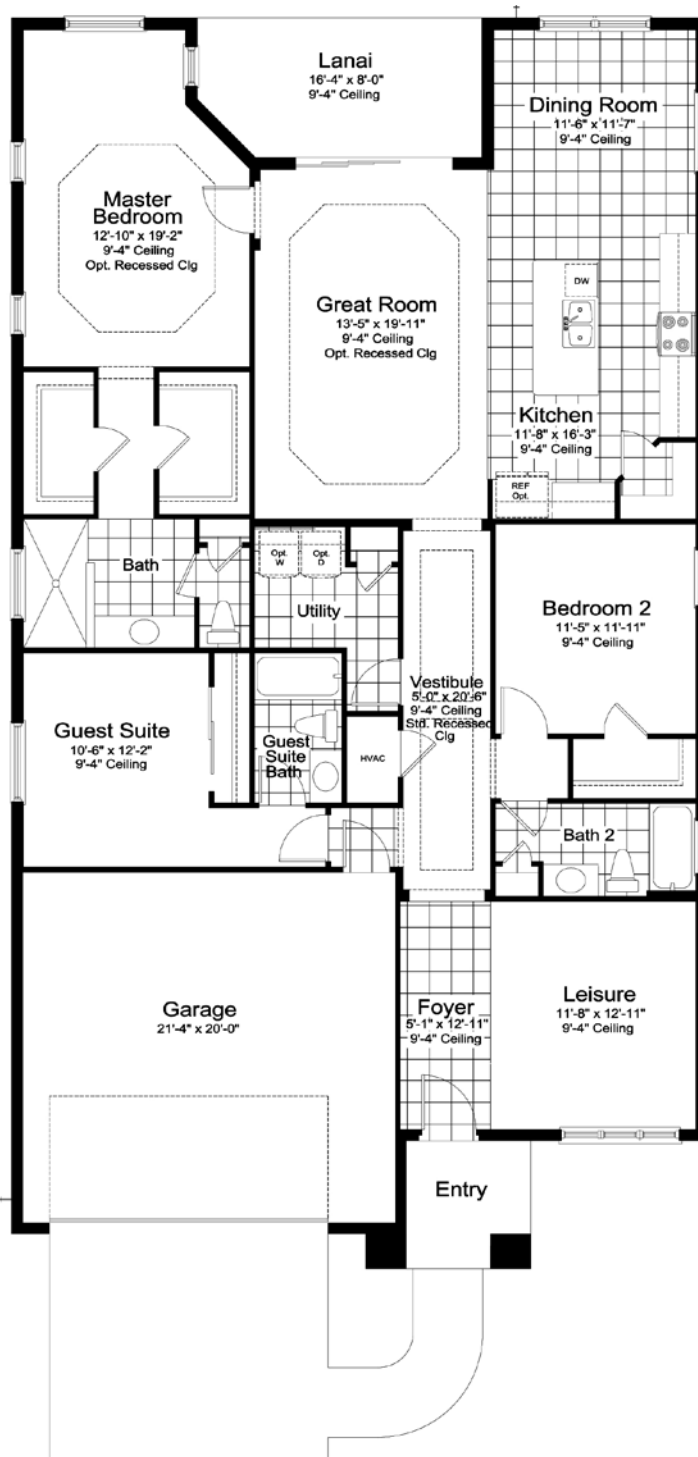 Lanai
16'-4" x 8'-0"
9'-4" Ceiling
Dining Room
11'-6" x 11'-7"
9'-4" Ceiling
Master
Bedroom
12'-10" x 19'-2"
9'-4" Ceiling
Opt. Recessed Clg
DW
Great Room
13'-5" x 19'-11"
9'-4" Ceiling
Opt. Recessed Clg
Kitchen
11'-8" x 16'-3"
9'-4" Ceiling
REF
Opt.
Bath
Opt.
W
Opt.
D
Utility
Bedroom 2
11'-5" x 11'-11"
9'-4" Ceiling
Vestibule
5'-0" x 20'-6"
9'-4" Ceiling
Std. Recessed
Clg
Guest Suite
10'-6" x 12'-2"
9'-4" Ceiling
Guest
Suite
Bath
HVAC
Bath 2
Garage
21'-4" x 20'-0"
Foyer
5'-1" x 12'-11"
9'-4" Ceiling
Leisure
11'-8" x 12'-11"
9'-4" Ceiling
Entry